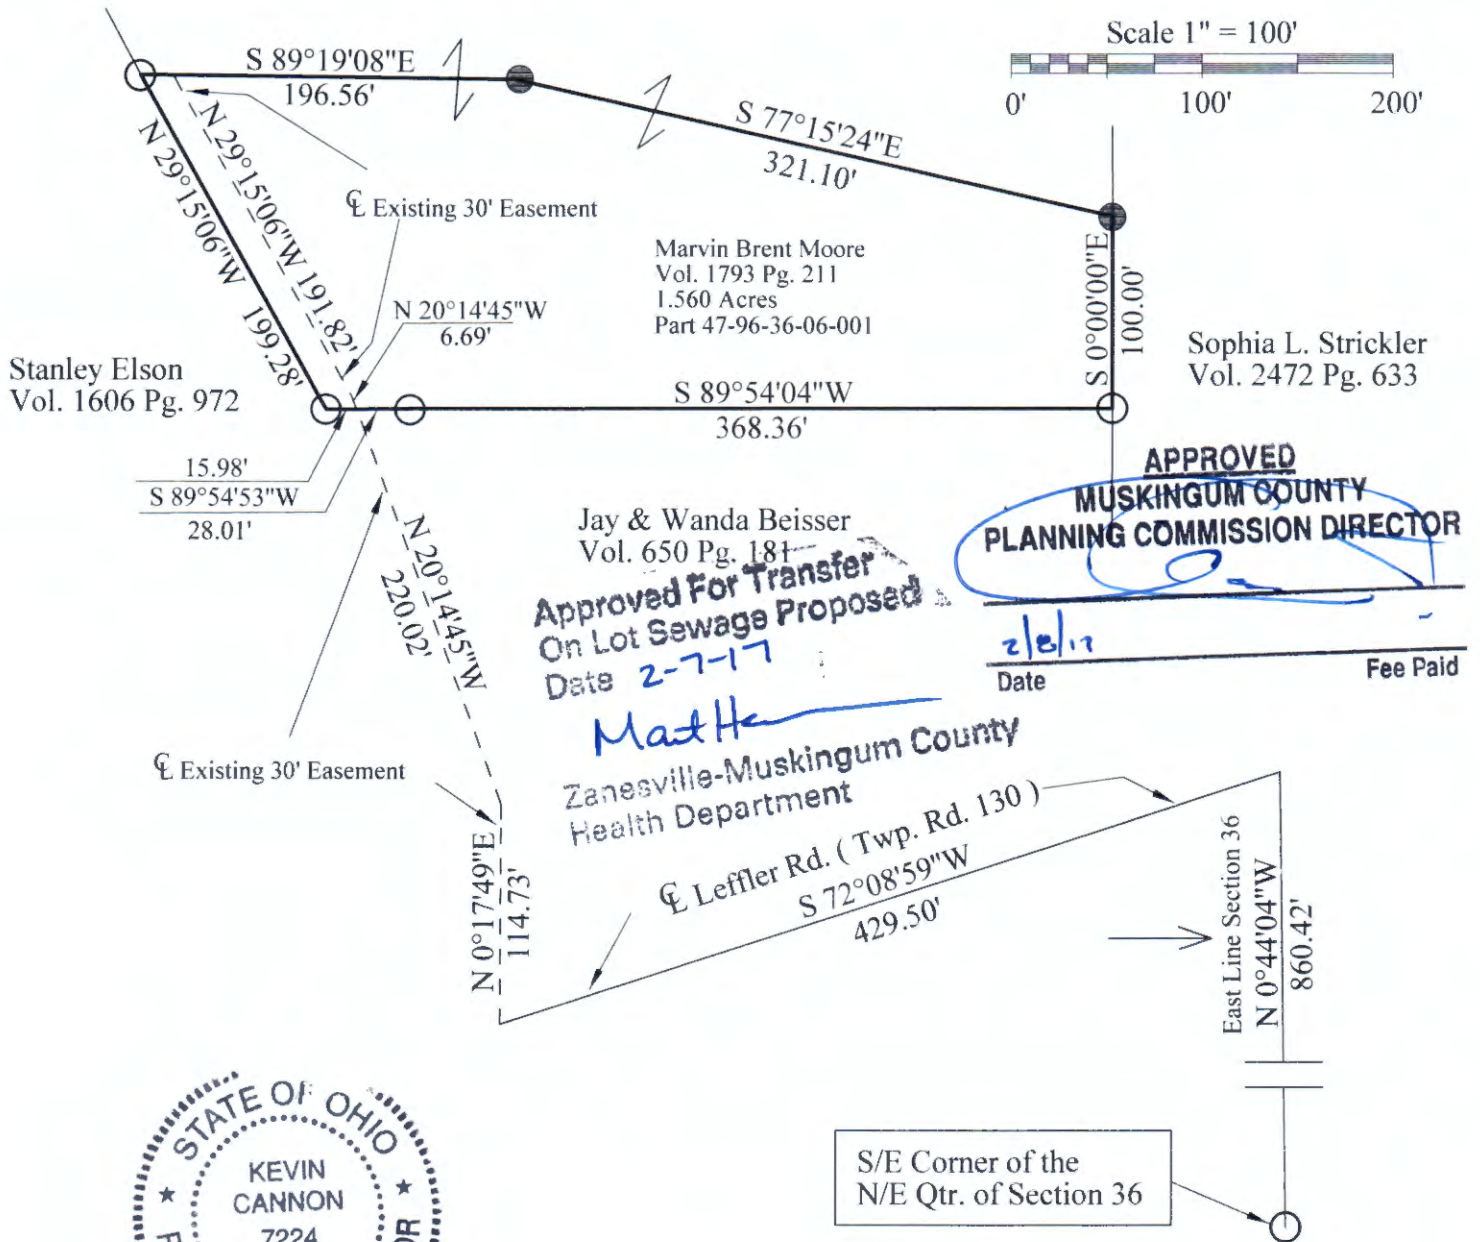 Scale 1" = 100'
0' 100' 200'
S 89°19'08"E
196.56'
S 77°15'24"E
321.10'
N 29°15'06"W 191.82'
N 29°15'06"W 199.28'
℄ Existing 30' Easement
Marvin Brent Moore
Vol. 1793 Pg. 211
1.560 Acres
Part 47-96-36-06-001
S 0°00'00"E
100.00'
N 20°14'45"W
6.69'
Stanley Elson
Vol. 1606 Pg. 972
Sophia L. Strickler
Vol. 2472 Pg. 633
S 89°54'04"W
368.36'
15.98'
S 89°54'53"W
28.01'
APPROVED
MUSKINGUM COUNTY
PLANNING COMMISSION DIRECTOR
2/8/17
Date Fee Paid
Jay & Wanda Beisser
Vol. 650 Pg. 181
Approved For Transfer
On Lot Sewage Proposed
Date 2-7-17
Zanesville-Muskingum County
Health Department
N 20°14'45"W
220.02'
℄ Existing 30' Easement
N 0°17'49"E
114.73'
℄ Leffler Rd. ( Twp. Rd. 130 )
S 72°08'59"W
429.50'
East Line Section 36
N 0°44'04"W
860.42'
S/E Corner of the
N/E Qtr. of Section 36
STATE OF OHIO
KEVIN
CANNON
7224